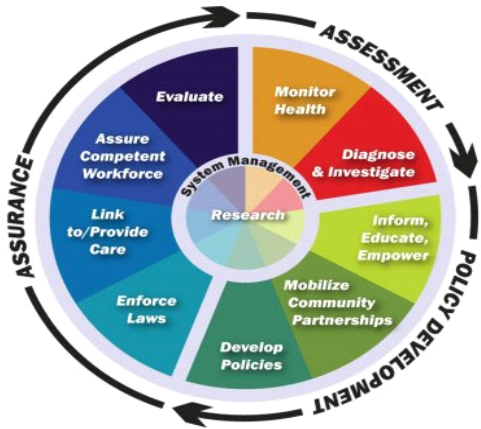 ASSESSMENT
Monitor
Health
Diagnose
& Investigate
POLICY DEVELOPMENT
Inform,
Educate,
Empower
Mobilize
Community
Partnerships
Develop
Policies
ASSURANCE
Enforce
Laws
Link
to/Provide
Care
Assure
Competent
Workforce
Evaluate
System Management
Research